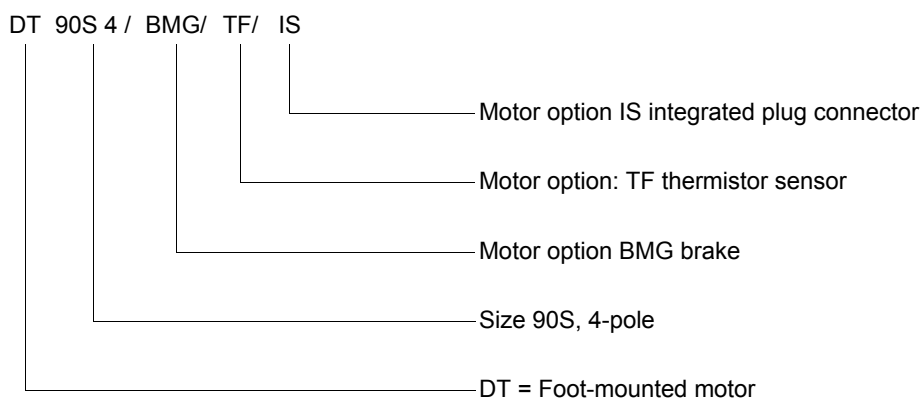 DT 90S 4 / BMG/ TF/ IS
Motor option IS integrated plug connector
Motor option: TF thermistor sensor
Motor option BMG brake
Size 90S, 4-pole
DT = Foot-mounted motor